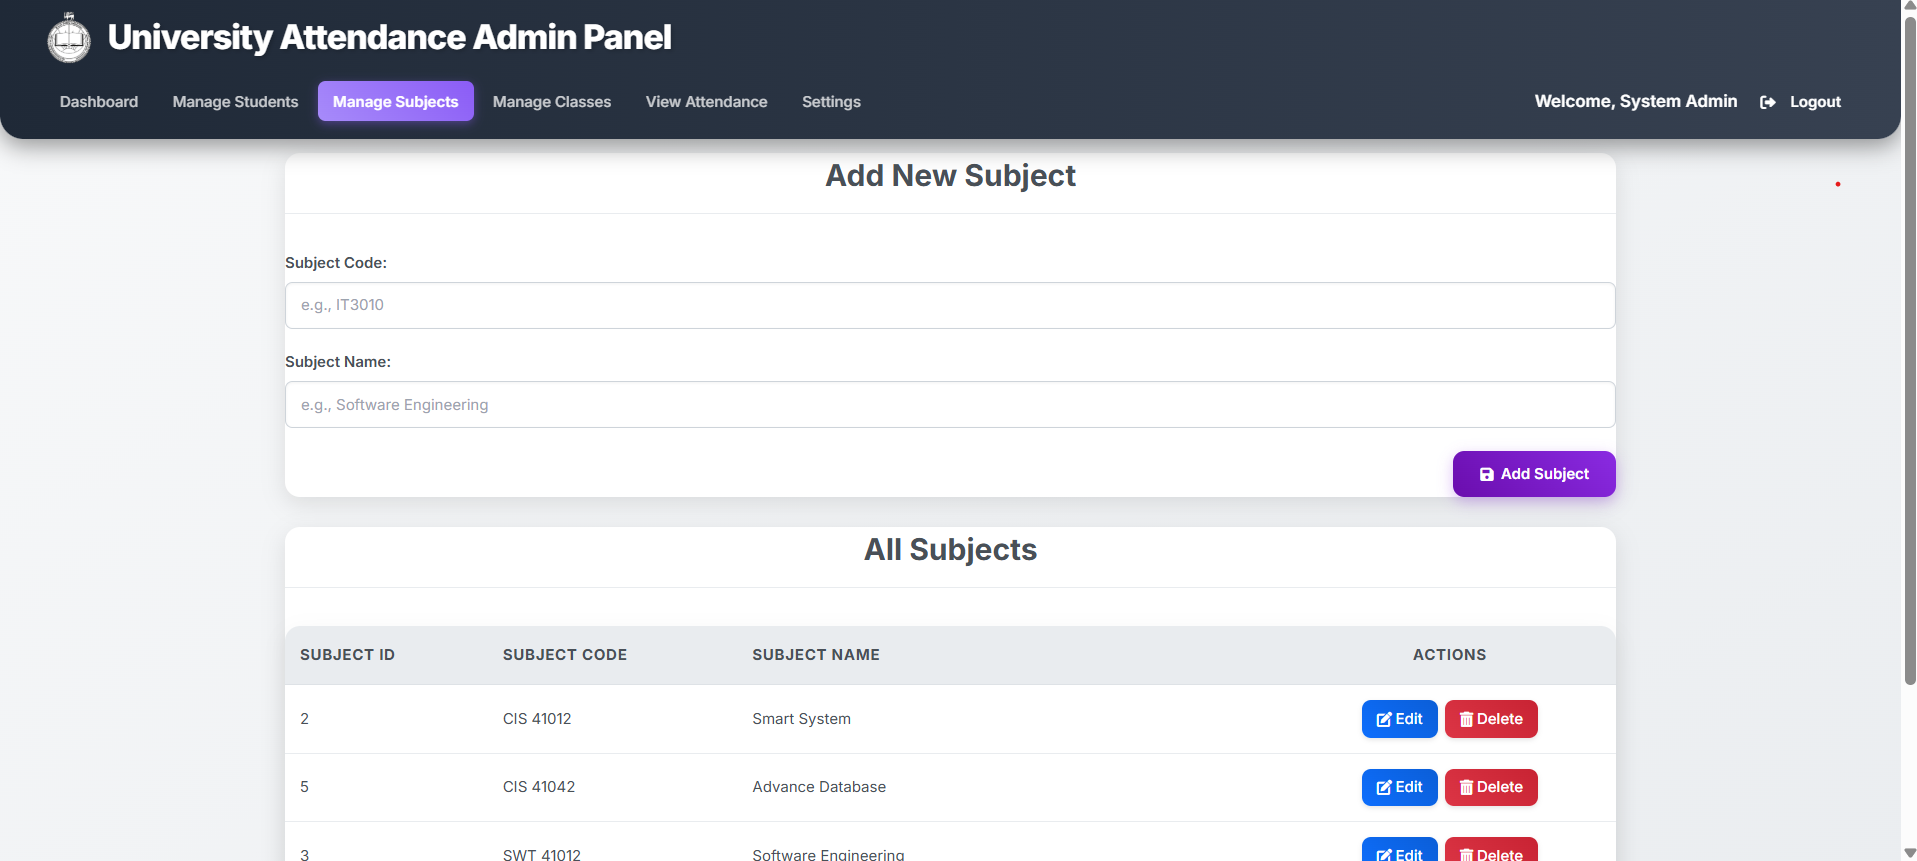 University Attendance Admin Panel
Dashboard Manage Students Manage Subjects Manage Classes View Attendance Settings Welcome, System Admin Logout
Add New Subject
Subject Code:
e.g., IT3010
Subject Name:
e.g., Software Engineering
Add Subject
All Subjects
SUBJECT ID SUBJECT CODE SUBJECT NAME ACTIONS
2 CIS 41012 Smart System Edit Delete
5 CIS 41042 Advance Database Edit Delete
3 SWT 41012 Software Engineering Edit Delete